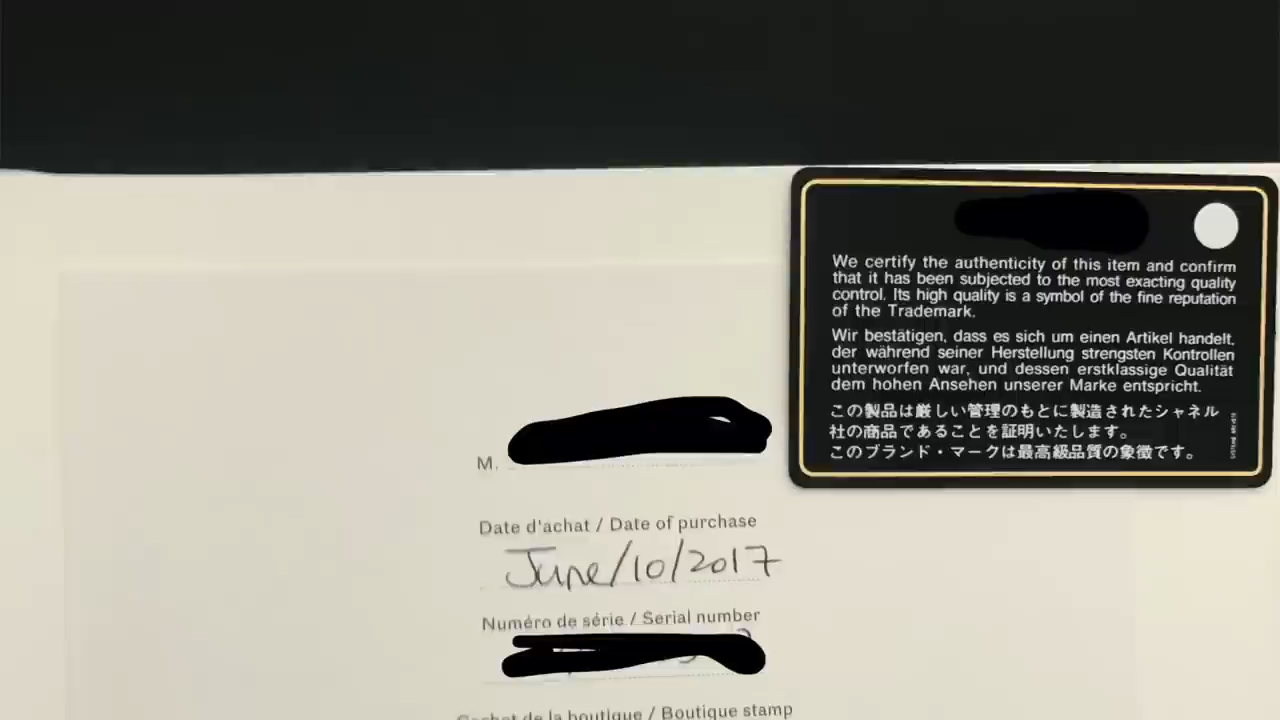 We certify the authenticity of this item and confirm
that it has been subjected to the most exacting quality
control. Its high quality is a symbol of the fine reputation
of the Trademark.
Wir bestätigen, dass es sich um einen Artikel handelt,
der während seiner Herstellung strengsten Kontrollen
unterworfen war, und dessen erstklassige Qualität
dem hohen Ansehen unserer Marke entspricht.
この製品は厳しい管理のもとに製造されたシャネル
社の商品であることを証明いたします。
このブランド・マークは最高級品質の象徴です。
M.
Date d'achat / Date of purchase
June/10/2017
Numéro de série / Serial number
Cachet de la boutique / Boutique stamp